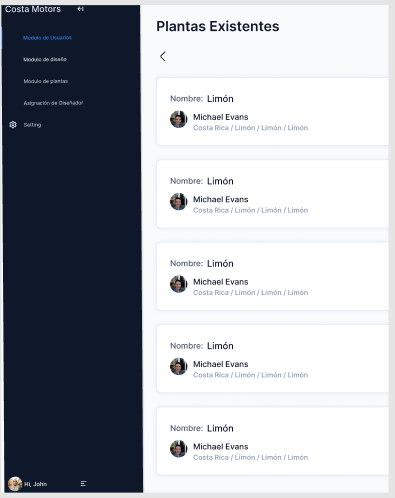 Costa Motors
Modulo de Usuarios
Modulo de diseño
Modulo de plantas
Asignación de Diseñador
Setting
Hi, John
Plantas Existentes
Nombre: Limón
Michael Evans
Costa Rica / Limón / Limón / Limón
Nombre: Limón
Michael Evans
Costa Rica / Limón / Limón / Limón
Nombre: Limón
Michael Evans
Costa Rica / Limón / Limón / Limón
Nombre: Limón
Michael Evans
Costa Rica / Limón / Limón / Limón
Nombre: Limón
Michael Evans
Costa Rica / Limón / Limón / Limón